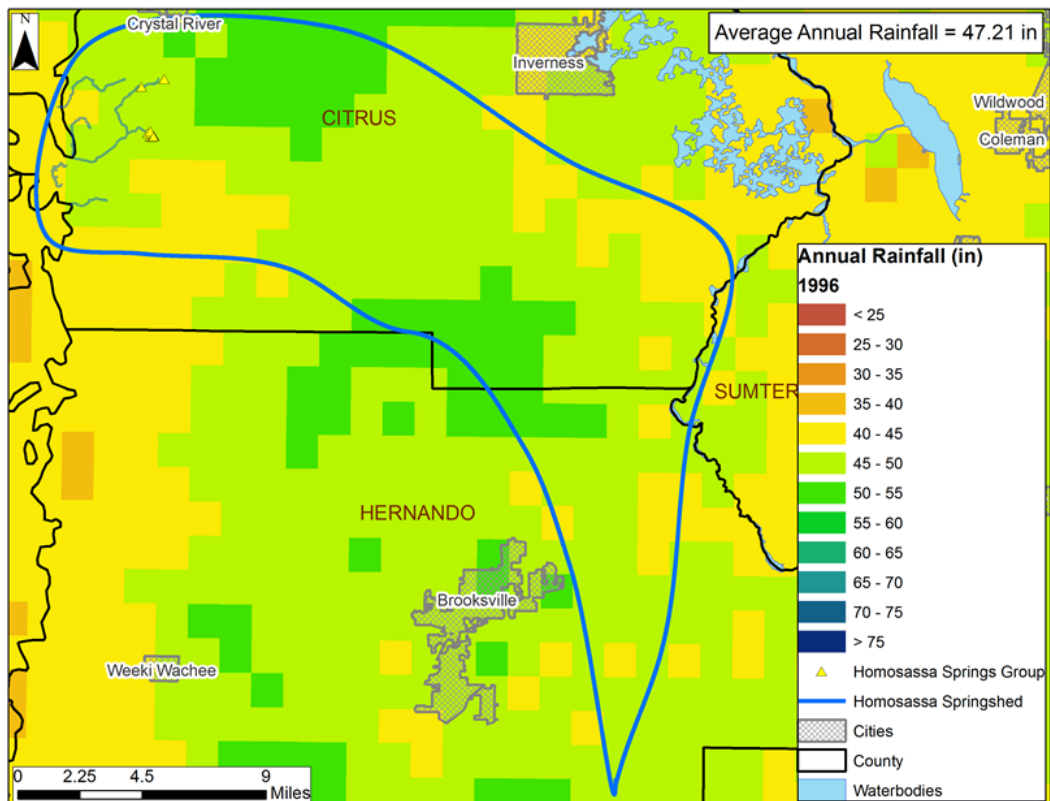 N
Crystal River
Average Annual Rainfall = 47.21 in
Inverness
CITRUS
Wildwood
Coleman
Annual Rainfall (in)
1996
< 25
25 - 30
30 - 35
35 - 40
40 - 45
45 - 50
50 - 55
55 - 60
60 - 65
65 - 70
70 - 75
> 75
Homosassa Springs Group
Homosassa Springshed
Cities
County
Waterbodies
SUMTER
HERNANDO
Brooksville
Weeki Wachee
0 2.25 4.5 9
Miles